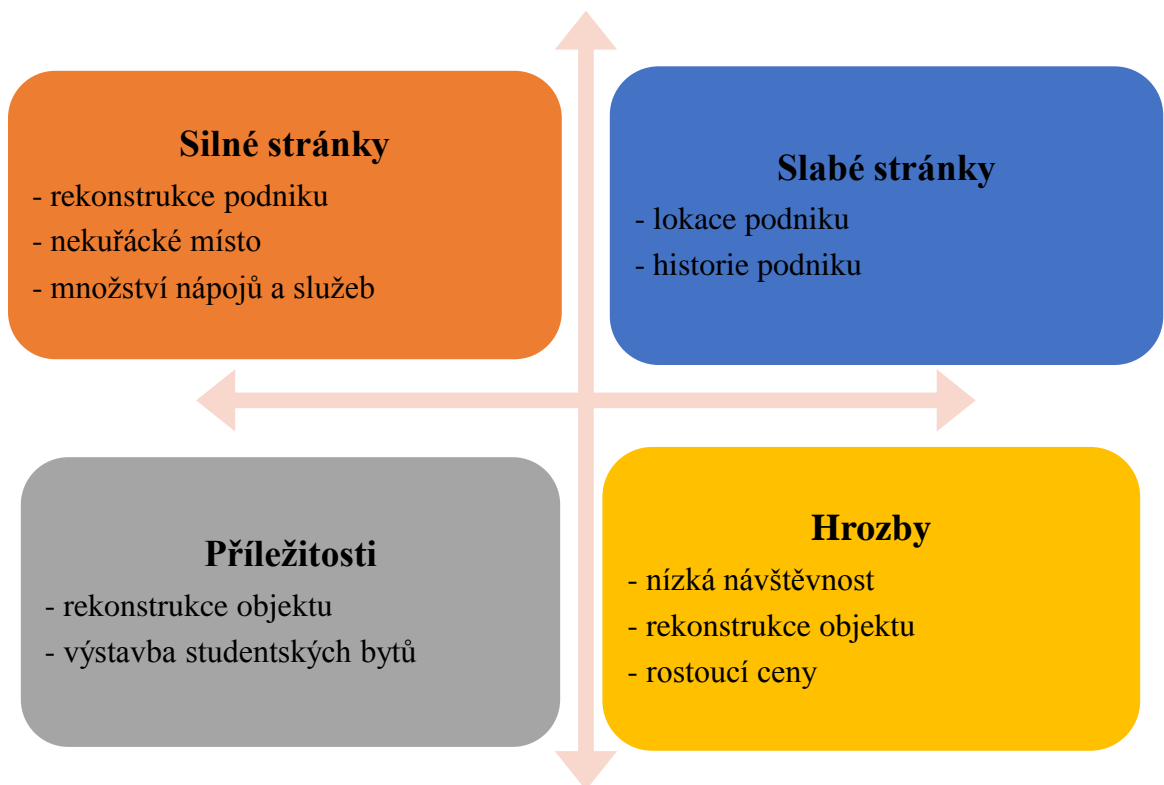 Silné stránky
- rekonstrukce podniku
- nekuřácké místo
- množství nápojů a služeb
Slabé stránky
- lokace podniku
- historie podniku
Příležitosti
- rekonstrukce objektu
- výstavba studentských bytů
Hrozby
- nízká návštěvnost
- rekonstrukce objektu
- rostoucí ceny